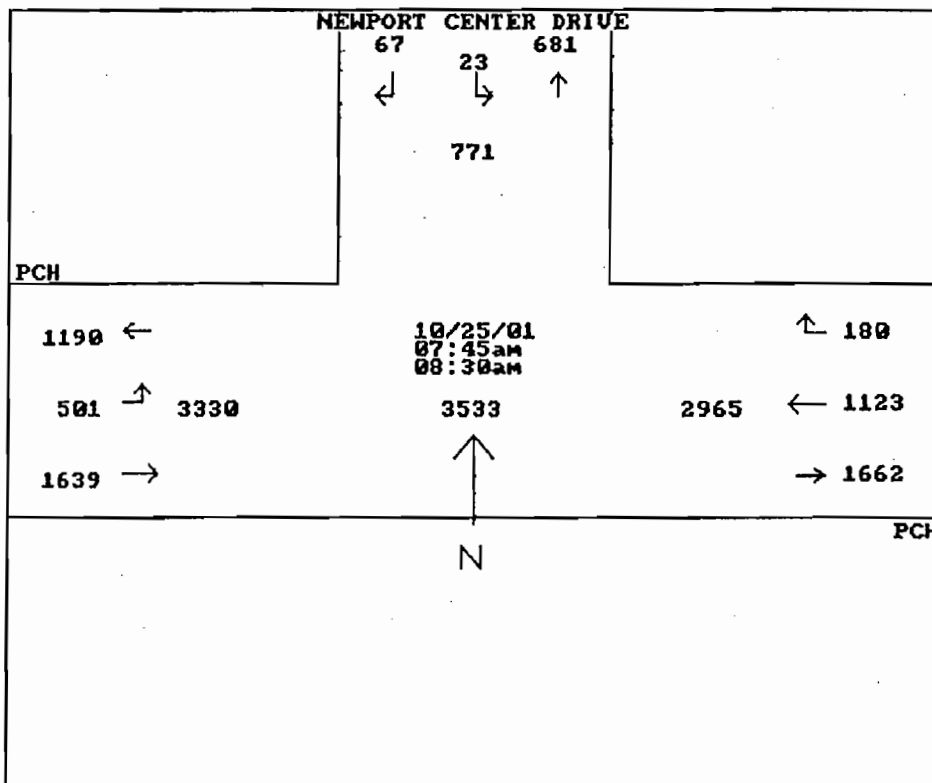 NEWPORT CENTER DRIVE
67 23 681
771
PCH
1190 10/25/01 180
07:45am
08:30am
501 3330 3533 2965 1123
1639 1662
PCH
N